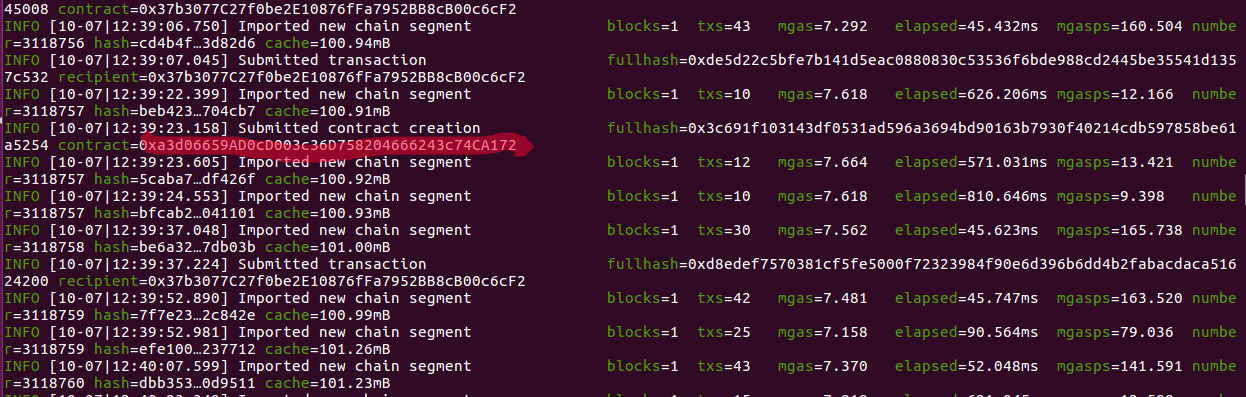 45008 contract=0x37b3077C27f0be2E10876fFa7952BB8cB00c6cF2
INFO [10-07|12:39:06.750] Imported new chain segment blocks=1 txs=43 mgas=7.292 elapsed=45.432ms mgasps=160.504 numbe
r=3118756 hash=cd4b4f…3d82d6 cache=100.94mB
INFO [10-07|12:39:07.045] Submitted transaction fullhash=0xde5d22c5bfe7b141d5eac0880830c53536f6bde988cd2445be35541d135
7c532 recipient=0x37b3077C27f0be2E10876fFa7952BB8cB00c6cF2
INFO [10-07|12:39:22.399] Imported new chain segment blocks=1 txs=10 mgas=7.618 elapsed=626.206ms mgasps=12.166 numbe
r=3118757 hash=beb423…704cb7 cache=100.91mB
INFO [10-07|12:39:23.158] Submitted contract creation fullhash=0x3c691f103143df0531ad596a3694bd90163b7930f40214cdb597858be61
a5254 contract=0xa3d06659AD0cD003c36D758204666243c74CA172
INFO [10-07|12:39:23.605] Imported new chain segment blocks=1 txs=12 mgas=7.664 elapsed=571.031ms mgasps=13.421 numbe
r=3118757 hash=5caba7…df426f cache=100.92mB
INFO [10-07|12:39:24.553] Imported new chain segment blocks=1 txs=10 mgas=7.618 elapsed=810.646ms mgasps=9.398 numbe
r=3118757 hash=bfcab2…041101 cache=100.93mB
INFO [10-07|12:39:37.048] Imported new chain segment blocks=1 txs=30 mgas=7.562 elapsed=45.623ms mgasps=165.738 numbe
r=3118758 hash=be6a32…7db03b cache=101.00mB
INFO [10-07|12:39:37.224] Submitted transaction fullhash=0xd8edef7570381cf5fe5000f72323984f90e6d396b6dd4b2fabacdaca516
24200 recipient=0x37b3077C27f0be2E10876fFa7952BB8cB00c6cF2
INFO [10-07|12:39:52.890] Imported new chain segment blocks=1 txs=42 mgas=7.481 elapsed=45.747ms mgasps=163.520 numbe
r=3118759 hash=7f7e23…2c842e cache=100.99mB
INFO [10-07|12:39:52.981] Imported new chain segment blocks=1 txs=25 mgas=7.158 elapsed=90.564ms mgasps=79.036 numbe
r=3118759 hash=efe100…237712 cache=101.26mB
INFO [10-07|12:40:07.599] Imported new chain segment blocks=1 txs=43 mgas=7.370 elapsed=52.048ms mgasps=141.591 numbe
r=3118760 hash=dbb353…0d9511 cache=101.23mB